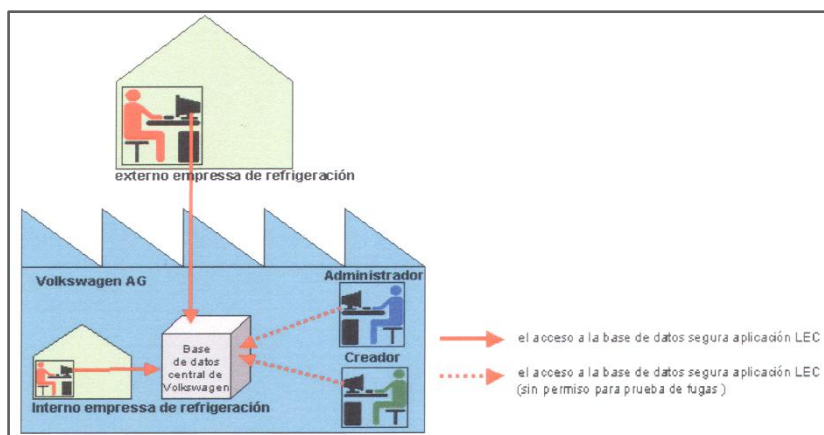 externo empressa de refrigeración
Volkswagen AG
Administrador
Base
de datos
central de
Volkswagen
Creador
Interno empressa de refrigeración
el acceso a la base de datos segura aplicación LEC
el acceso a la base de datos segura aplicación LEC
(sin permiso para prueba de fugas )